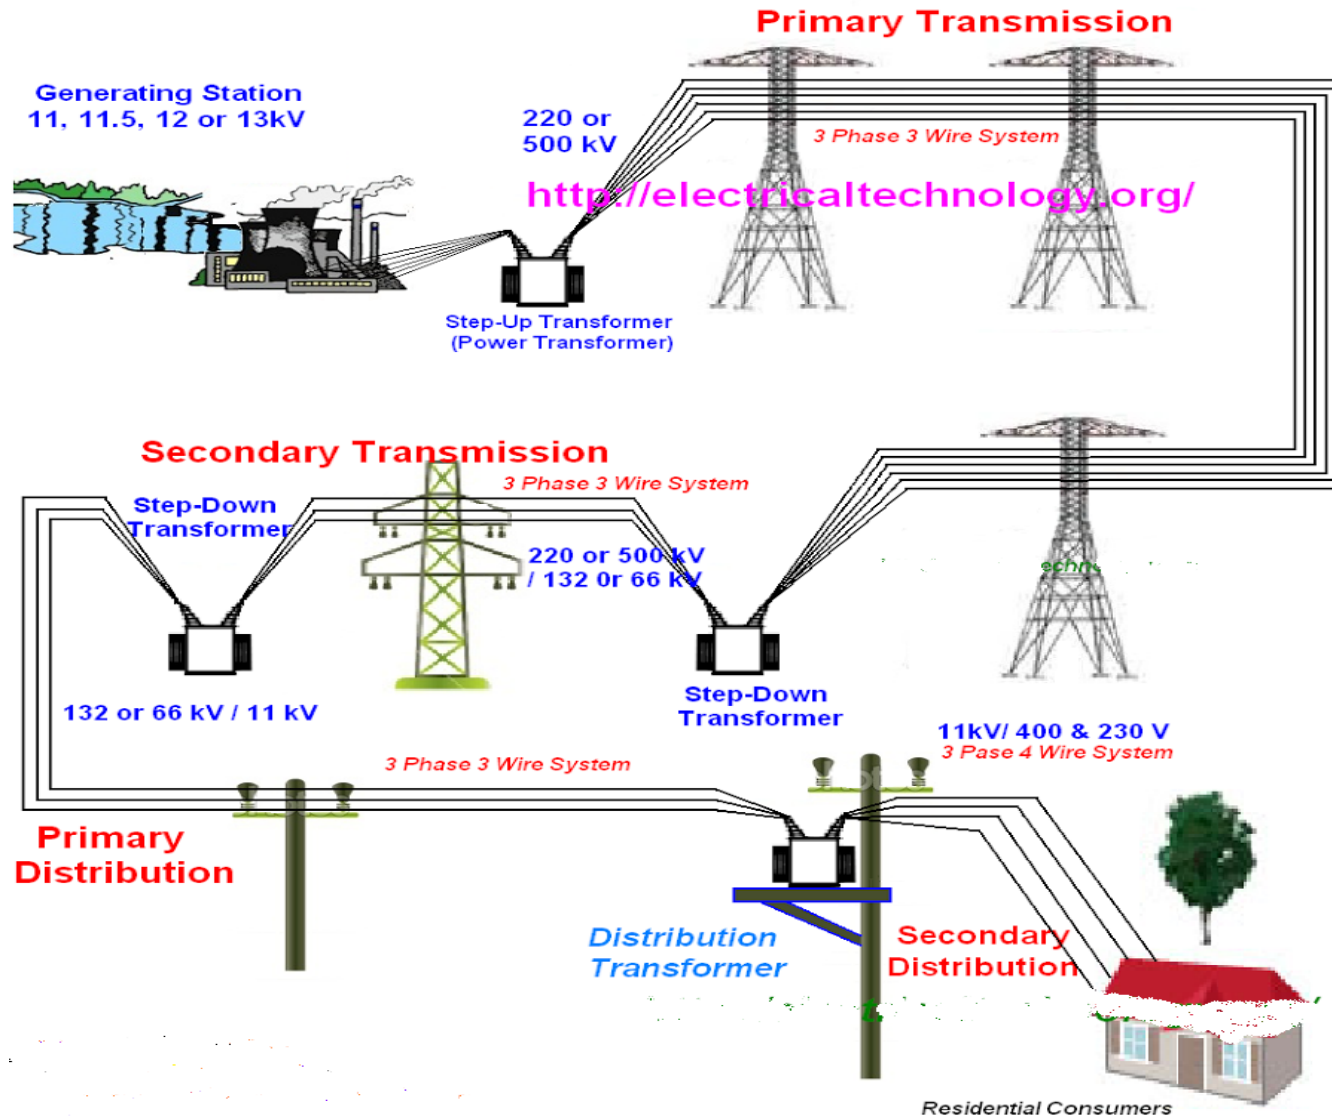 Primary Transmission
Generating Station
11, 11.5, 12 or 13kV
220 or
500 kV
3 Phase 3 Wire System
http://electricaltechnology.org/
Step-Up Transformer
(Power Transformer)
Secondary Transmission
3 Phase 3 Wire System
Step-Down
Transformer
220 or 500 kV
/ 132 0r 66 kV
Step-Down
Transformer
132 or 66 kV / 11 kV
11kV/ 400 & 230 V
3 Pase 4 Wire System
3 Phase 3 Wire System
Primary
Distribution
Distribution
Transformer
Secondary
Distribution
Residential Consumers